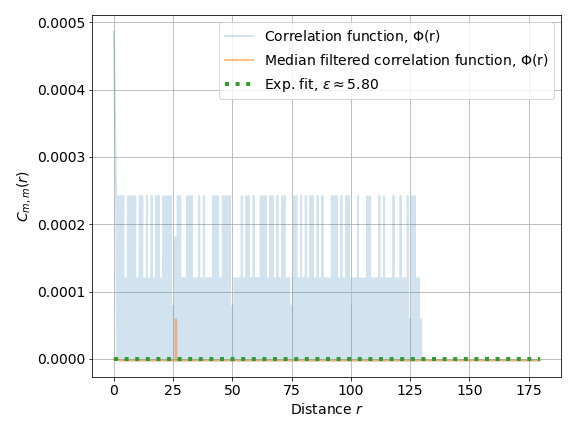 Correlation function, Φ(r)
Median filtered correlation function, Φ(r)
Exp. fit, ε ≈ 5.80
0.0005
0.0004
0.0003
0.0002
0.0001
0.0000
C_{m,m}(r)
0 25 50 75 100 125 150 175
Distance r